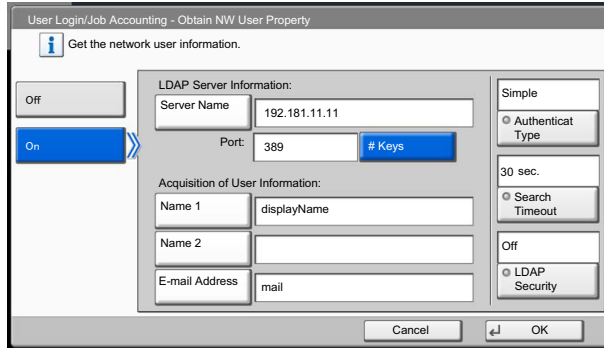 User Login/Job Accounting - Obtain NW User Property
Get the network user information.
Off
On
LDAP Server Information:
Server Name
192.181.11.11
Port:
389
# Keys
Acquisition of User Information:
Name 1
displayName
Name 2
E-mail Address
mail
Simple
Authenticat
Type
30 sec.
Search
Timeout
Off
LDAP
Security
Cancel
OK